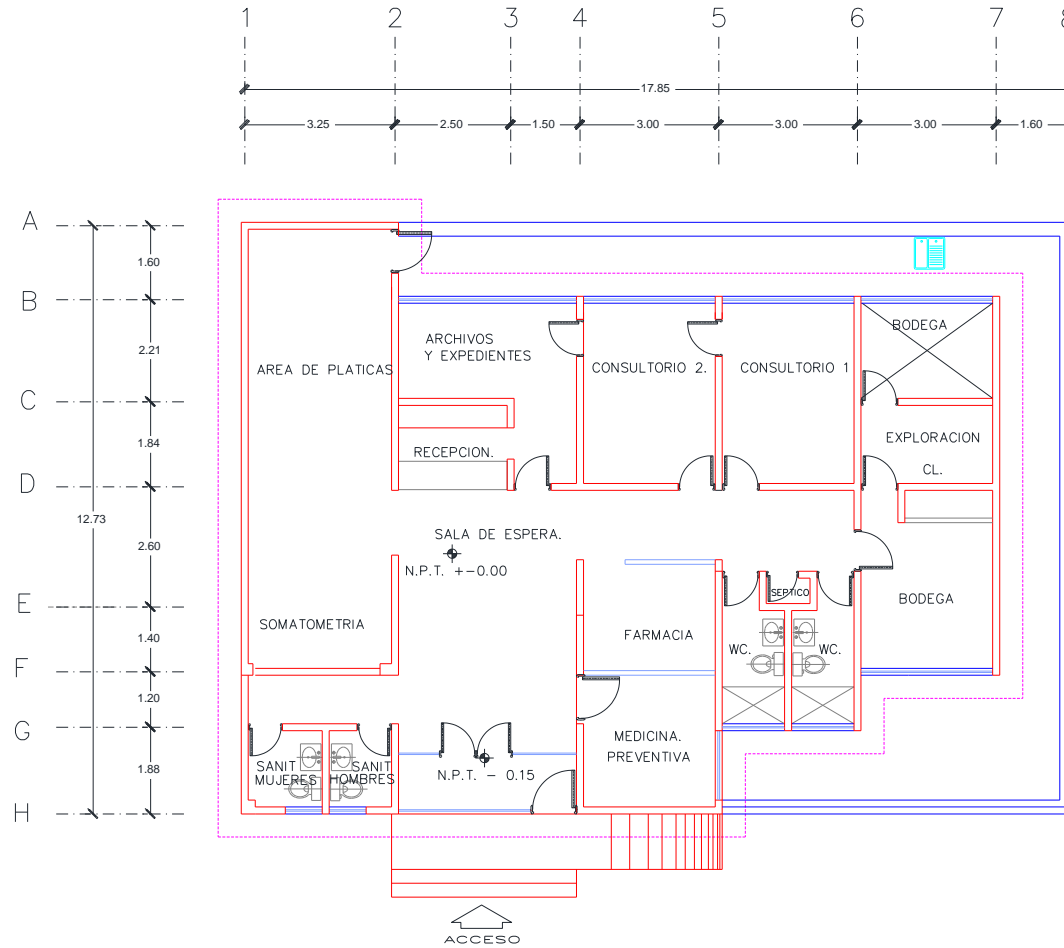 1 2 3 4 5 6 7 8
17.85
3.25 2.50 1.50 3.00 3.00 3.00 1.60
A
1.60
B
BODEGA
ARCHIVOS
Y EXPEDIENTES
2.21
AREA DE PLATICAS
CONSULTORIO 2.
CONSULTORIO 1
C
EXPLORACION
CL.
1.84
RECEPCION.
D
12.73
SALA DE ESPERA.
2.60
N.P.T. +-0.00
E
SEPTICO
BODEGA
SOMATOMETRIA
FARMACIA
1.40
WC.
WC.
F
1.20
G
MEDICINA.
PREVENTIVA
SANIT
MUJERES
SANIT
HOMBRES
1.88
N.P.T. - 0.15
H
ACCESO